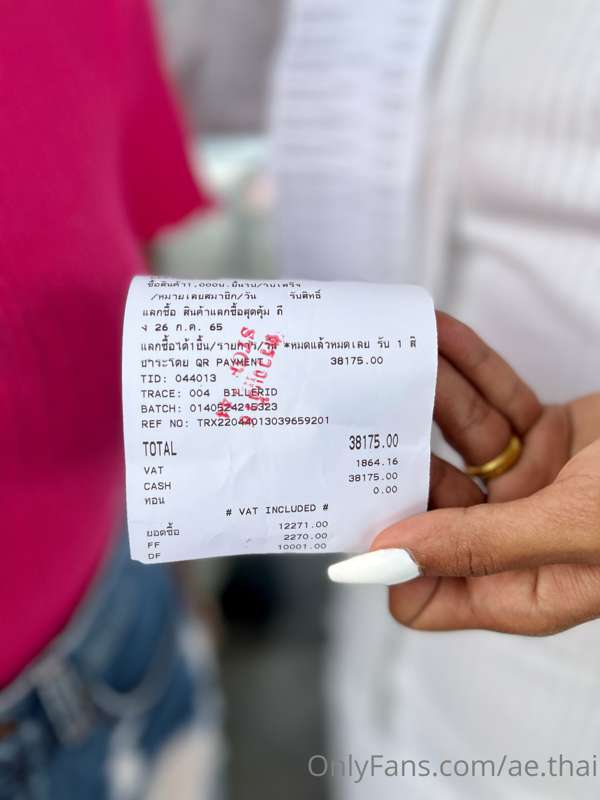 /หมายเลขสมาชิก/วัน รับสิทธิ์
แลกซื้อ สินค้าแลกซื้อสุดคุ้ม ถึ
ง 26 ก.ค. 65
แลกซื้อได้1ชิ้น/รายการ/วัน *หมดแล้วหมดเลย รับ 1 สิ
ชำระโดย QR PAYMENT 38175.00
TID: 044013
TRACE: 004 BILLERID
BATCH: 0140524215323
REF NO: TRX22044013039659201
TOTAL 38175.00
VAT 1864.16
CASH 38175.00
ทอน 0.00
# VAT INCLUDED #
ยอดซื้อ 12271.00
FF 2270.00
DF 10001.00
OnlyFans.com/ae.thai